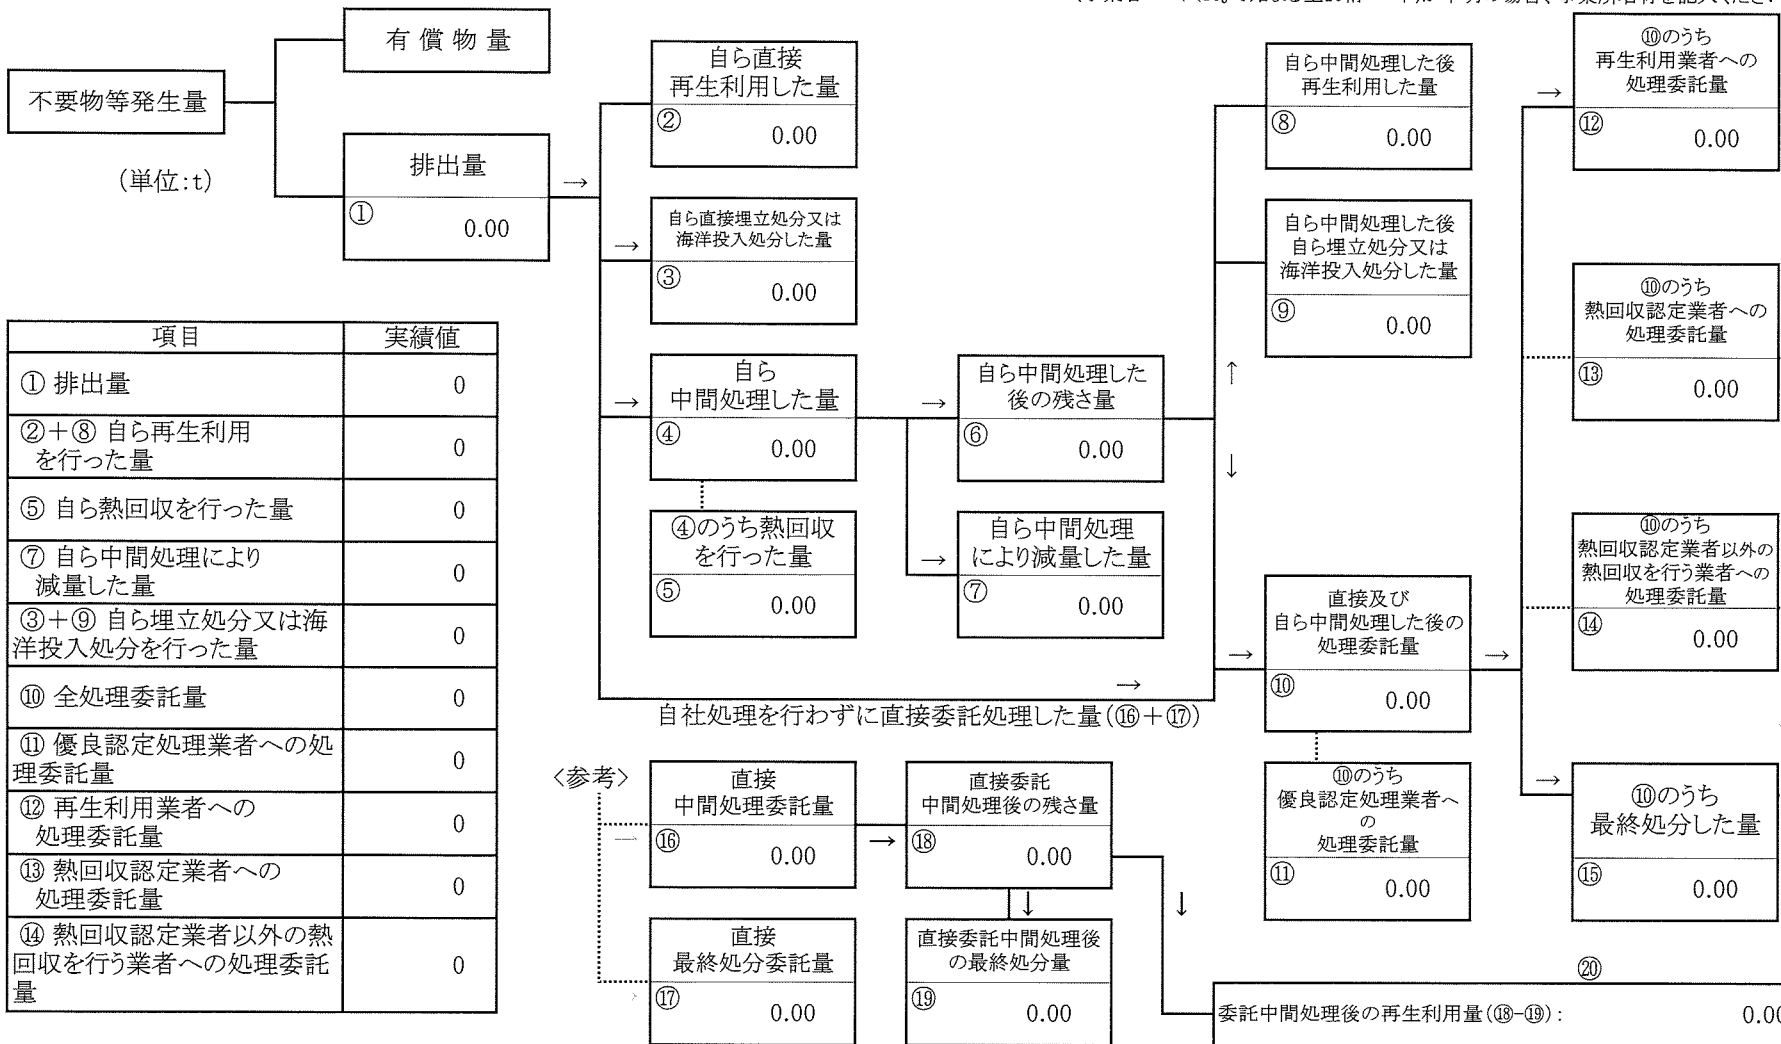 有 償 物 量
不要物等発生量
(単位:t)
排出量
①
0.00
→
自ら直接
再生利用した量
②
0.00
→
自ら直接埋立処分又は
海洋投入処分した量
③
0.00
→
自ら
中間処理した量
④
0.00
④のうち熱回収
を行った量
⑤
0.00
→
自ら中間処理した
後の残さ量
⑥
0.00
→
自ら中間処理
により減量した量
⑦
0.00
自ら中間処理した後
再生利用した量
⑧
0.00
自ら中間処理した後
自ら埋立処分又は
海洋投入処分した量
⑨
0.00
↑
↓
→
→
自社処理を行わずに直接委託処理した量(⑯+⑰)
直接及び
自ら中間処理した後の
処理委託量
⑩
0.00
→
⑩のうち
優良認定処理業者へ
の
処理委託量
⑪
0.00
→
⑩のうち
再生利用業者への
処理委託量
⑫
0.00
⑩のうち
熱回収認定業者への
処理委託量
⑬
0.00
⑩のうち
熱回収認定業者以外の
熱回収を行う業者への
処理委託量
⑭
0.00
→
⑩のうち
最終処分した量
⑮
0.00
項目 実績値
① 排出量 0
②+⑧ 自ら再生利用
を行った量 0
⑤ 自ら熱回収を行った量 0
⑦ 自ら中間処理により
減量した量 0
③+⑨ 自ら埋立処分又は海
洋投入処分を行った量 0
⑩ 全処理委託量 0
⑪ 優良認定処理業者への処
理委託量 0
⑫ 再生利用業者への
処理委託量 0
⑬ 熱回収認定業者への
処理委託量 0
⑭ 熱回収認定業者以外の熱
回収を行う業者への処理委託
量 0
〈参考〉
→
直接
中間処理委託量
⑯
0.00
→
直接委託
中間処理後の残さ量
⑱
0.00
↓
↓
直接
最終処分委託量
⑰
0.00
直接委託中間処理後
の最終処分量
⑲
0.00
⑳
委託中間処理後の再生利用量(⑱-⑲): 0.00